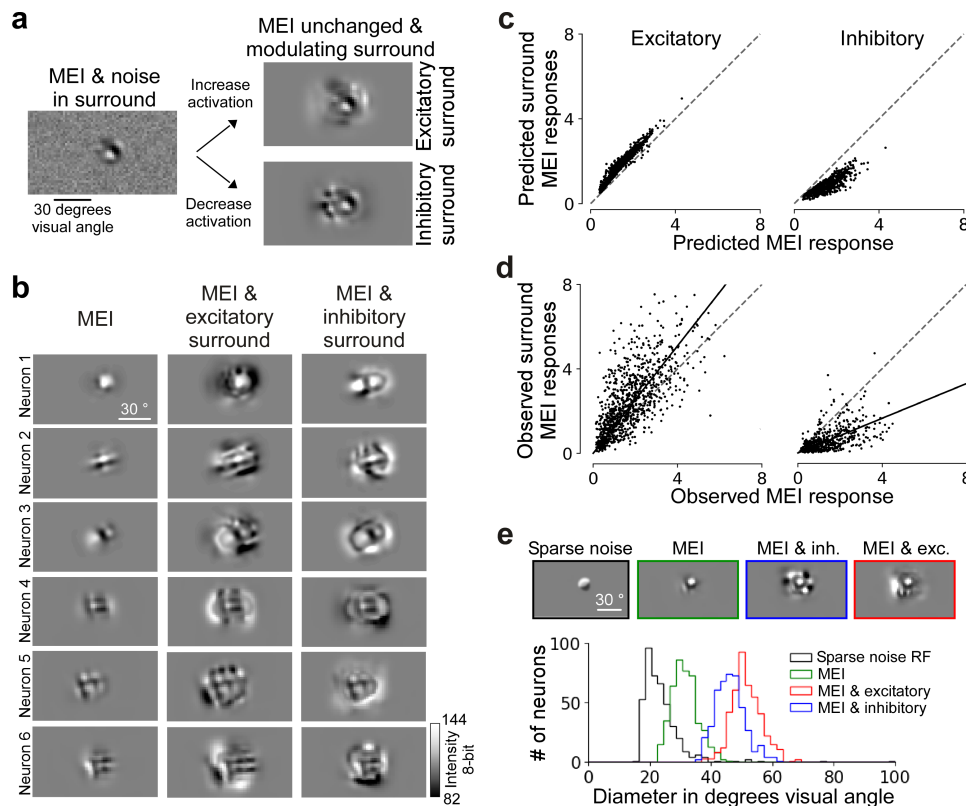 a
MEI unchanged &
modulating surround
MEI & noise
in surround
Increase
activation
Decrease
activation
Excitatory
surround
Inhibitory
surround
30 degrees
visual angle
b
MEI
MEI &
excitatory
surround
MEI &
inhibitory
surround
Neuron 1
30 °
Neuron 2
Neuron 3
Neuron 4
Neuron 5
Neuron 6
144
Intensity
8-bit
82
c
Excitatory
Inhibitory
Predicted surround
MEI responses
8
4
0
0 4 8
0 4 8
Predicted MEI response
d
Observed surround
MEI responses
8
4
0
0 4 8
0 4 8
Observed MEI response
e
Sparse noise
MEI
MEI & inh.
MEI & exc.
30 °
# of neurons
100
50
0
Sparse noise RF
MEI
MEI & excitatory
MEI & inhibitory
0 20 40 60 80 100
Diameter in degrees visual angle